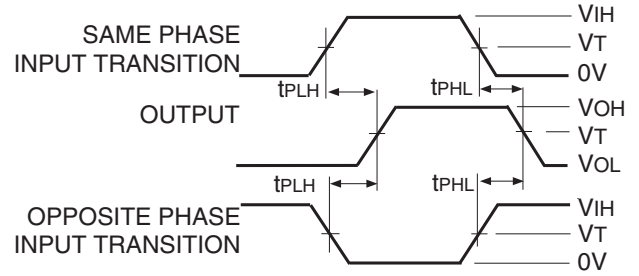 SAME PHASE
INPUT TRANSITION
VIH
VT
0V
tPLH
tPHL
OUTPUT
VOH
VT
VOL
tPLH
tPHL
OPPOSITE PHASE
INPUT TRANSITION
VIH
VT
0V